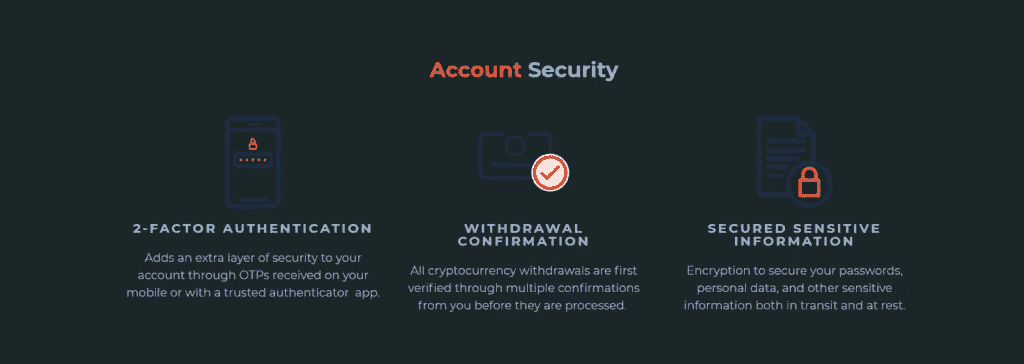 Account Security
2-FACTOR AUTHENTICATION
Adds an extra layer of security to your
account through OTPs received on your
mobile or with a trusted authenticator app.
WITHDRAWAL
CONFIRMATION
All cryptocurrency withdrawals are first
verified through multiple confirmations
from you before they are processed.
SECURED SENSITIVE
INFORMATION
Encryption to secure your passwords,
personal data, and other sensitive
information both in transit and at rest.